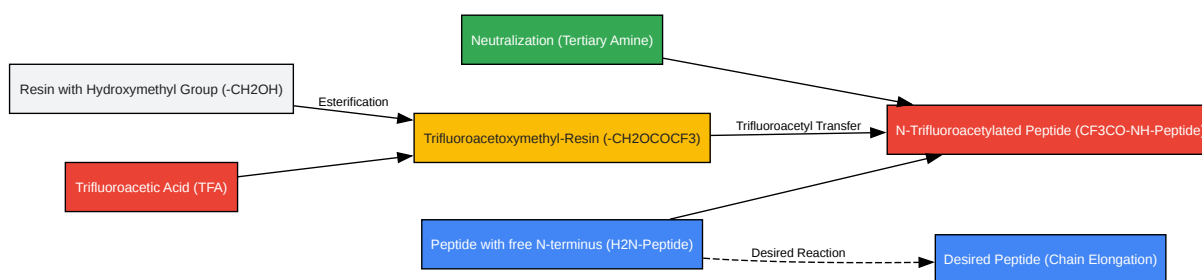 Neutralization (Tertiary Amine)
Resin with Hydroxymethyl Group (-CH2OH)
Esterification
Trifluoroacetoxymethyl-Resin (-CH2OCOCF3)
Trifluoroacetyl Transfer
N-Trifluoroacetylated Peptide (CF3CO-NH-Peptide)
Trifluoroacetic Acid (TFA)
Peptide with free N-terminus (H2N-Peptide)
Desired Reaction
Desired Peptide (Chain Elongation)